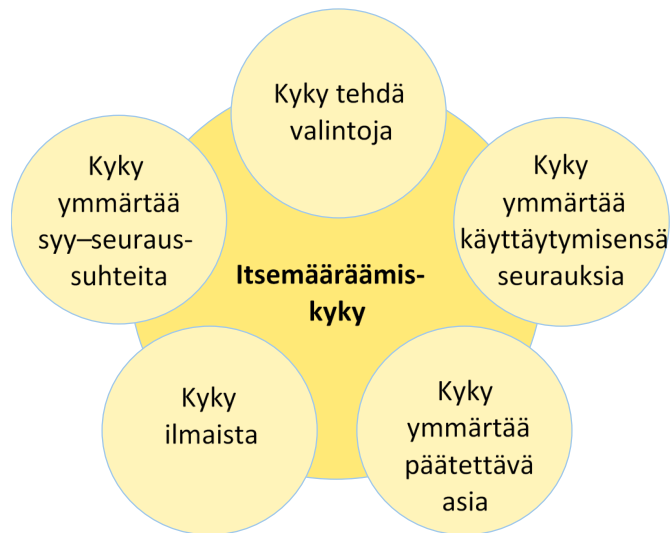 Kyky tehdä
valintoja
Kyky
ymmärtää
syy–seuraus-
suhteita
Kyky
ymmärtää
käyttäytymisensä
seurauksia
Itsemääräämis-
kyky
Kyky
ilmaista
Kyky
ymmärtää
päätettävä
asia